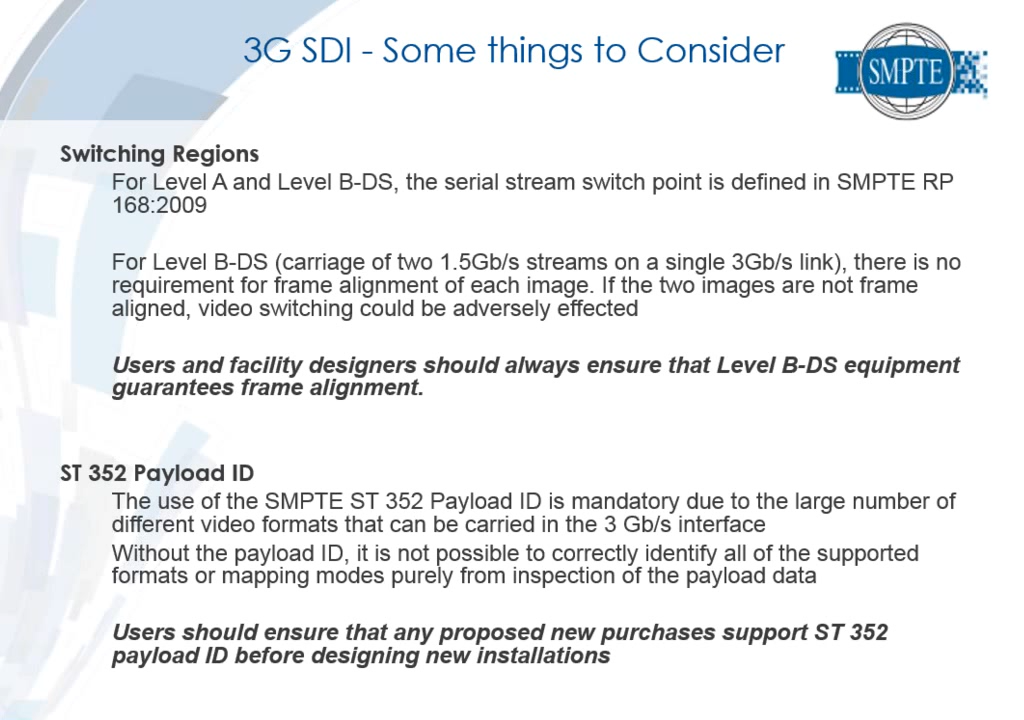 3G SDI - Some things to Consider
SMPTE
Switching Regions
For Level A and Level B-DS, the serial stream switch point is defined in SMPTE RP
168:2009
For Level B-DS (carriage of two 1.5Gb/s streams on a single 3Gb/s link), there is no
requirement for frame alignment of each image. If the two images are not frame
aligned, video switching could be adversely effected
Users and facility designers should always ensure that Level B-DS equipment
guarantees frame alignment.
ST 352 Payload ID
The use of the SMPTE ST 352 Payload ID is mandatory due to the large number of
different video formats that can be carried in the 3 Gb/s interface
Without the payload ID, it is not possible to correctly identify all of the supported
formats or mapping modes purely from inspection of the payload data
Users should ensure that any proposed new purchases support ST 352
payload ID before designing new installations